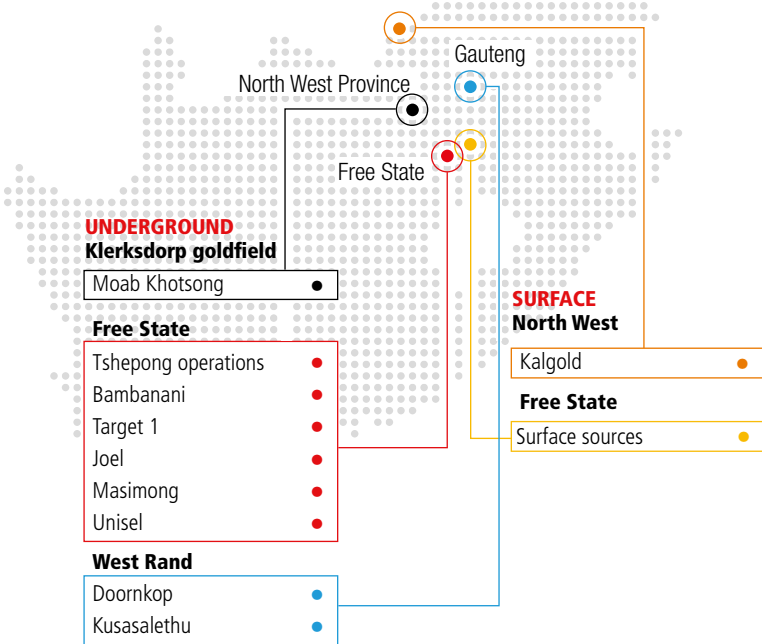 Gauteng
North West Province
Free State
UNDERGROUND
Klerksdorp goldfield
Moab Khotsong
Free State
Tshepong operations
Bambanani
Target 1
Joel
Masimong
Unisel
West Rand
Doornkop
Kusasalethu
SURFACE
North West
Kalgold
Free State
Surface sources